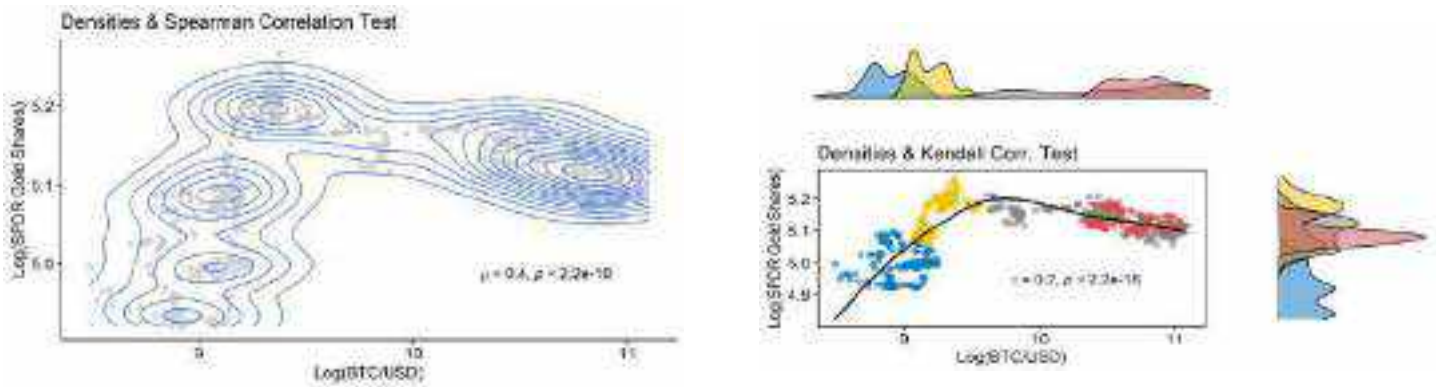 Densities & Spearman Correlation Test
Log(SPDR Gold Shares)
5.2
5.1
5.0
9
10
11
Log(BTC/USD)
Densities & Kendall Corr. Test
Log(SPDR Gold Shares)
5.2
5.1
5.0
4.9
9
10
11
Log(BTC/USD)